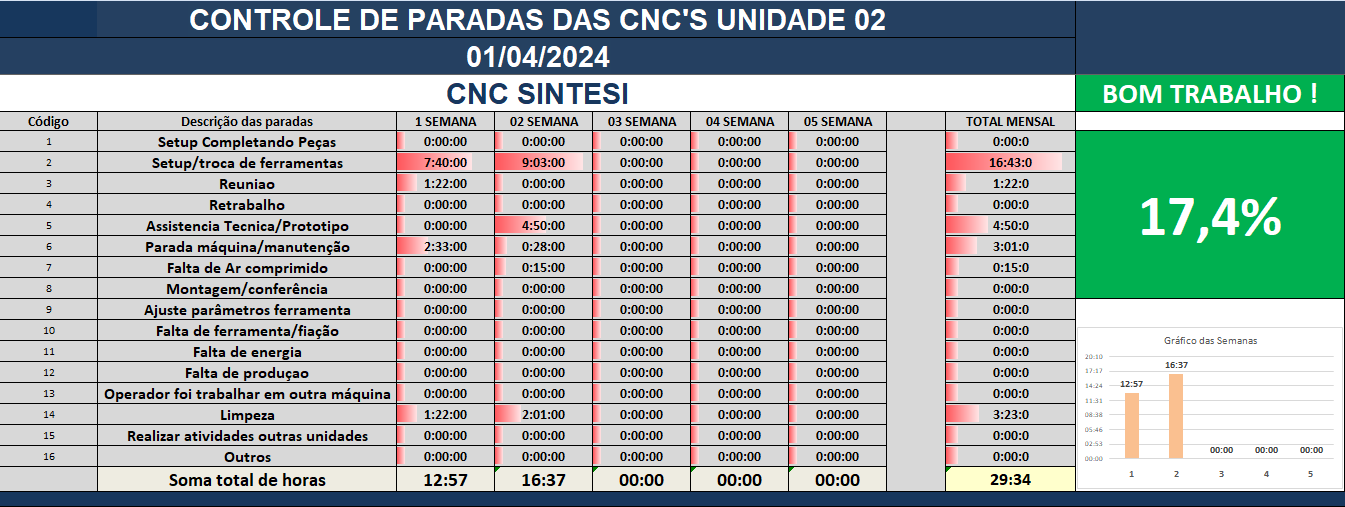 CONTROLE DE PARADAS DAS CNC'S UNIDADE 02
01/04/2024
CNC SINTESI
BOM TRABALHO !
Código Descrição das paradas 1 SEMANA 02 SEMANA 03 SEMANA 04 SEMANA 05 SEMANA TOTAL MENSAL
1 Setup Completando Peças 0:00:00 0:00:00 0:00:00 0:00:00 0:00:00 0:00:0
2 Setup/troca de ferramentas 7:40:00 9:03:00 0:00:00 0:00:00 0:00:00 16:43:0
3 Reuniao 1:22:00 0:00:00 0:00:00 0:00:00 0:00:00 1:22:0
4 Retrabalho 0:00:00 0:00:00 0:00:00 0:00:00 0:00:00 0:00:0
5 Assistencia Tecnica/Prototipo 0:00:00 4:50:00 0:00:00 0:00:00 0:00:00 4:50:0
6 Parada máquina/manutenção 2:33:00 0:28:00 0:00:00 0:00:00 0:00:00 3:01:0
7 Falta de Ar comprimido 0:00:00 0:15:00 0:00:00 0:00:00 0:00:00 0:15:0
8 Montagem/conferência 0:00:00 0:00:00 0:00:00 0:00:00 0:00:00 0:00:0
9 Ajuste parâmetros ferramenta 0:00:00 0:00:00 0:00:00 0:00:00 0:00:00 0:00:0
10 Falta de ferramenta/fiação 0:00:00 0:00:00 0:00:00 0:00:00 0:00:00 0:00:0
11 Falta de energia 0:00:00 0:00:00 0:00:00 0:00:00 0:00:00 0:00:0
12 Falta de produçao 0:00:00 0:00:00 0:00:00 0:00:00 0:00:00 0:00:0
13 Operador foi trabalhar em outra máquina 0:00:00 0:00:00 0:00:00 0:00:00 0:00:00 0:00:0
14 Limpeza 1:22:00 2:01:00 0:00:00 0:00:00 0:00:00 3:23:0
15 Realizar atividades outras unidades 0:00:00 0:00:00 0:00:00 0:00:00 0:00:00 0:00:0
16 Outros 0:00:00 0:00:00 0:00:00 0:00:00 0:00:00 0:00:0
Soma total de horas 12:57 16:37 00:00 00:00 00:00 29:34
17,4%
Gráfico das Semanas
20:10
17:17
14:24
11:31
08:38
05:46
02:53
00:00
12:57 16:37 00:00 00:00 00:00
1 2 3 4 5